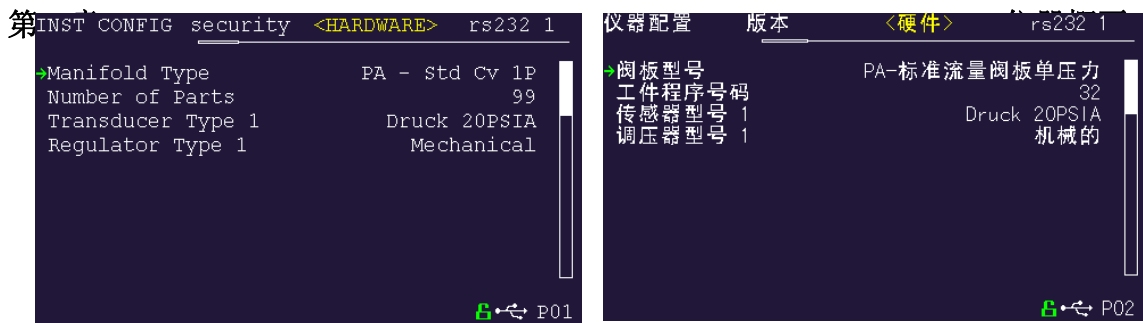 第
INST CONFIG security <HARDWARE> rs232 1
→Manifold Type PA - Std Cv 1P
Number of Parts 99
Transducer Type 1 Druck 20PSIA
Regulator Type 1 Mechanical
P01
仪器配置 版本 <硬件> rs232 1
→阀板型号 PA-标准流量阀板单压力
工件程序号码 32
传感器型号 1 Druck 20PSIA
调压器型号 1 机械的
P02